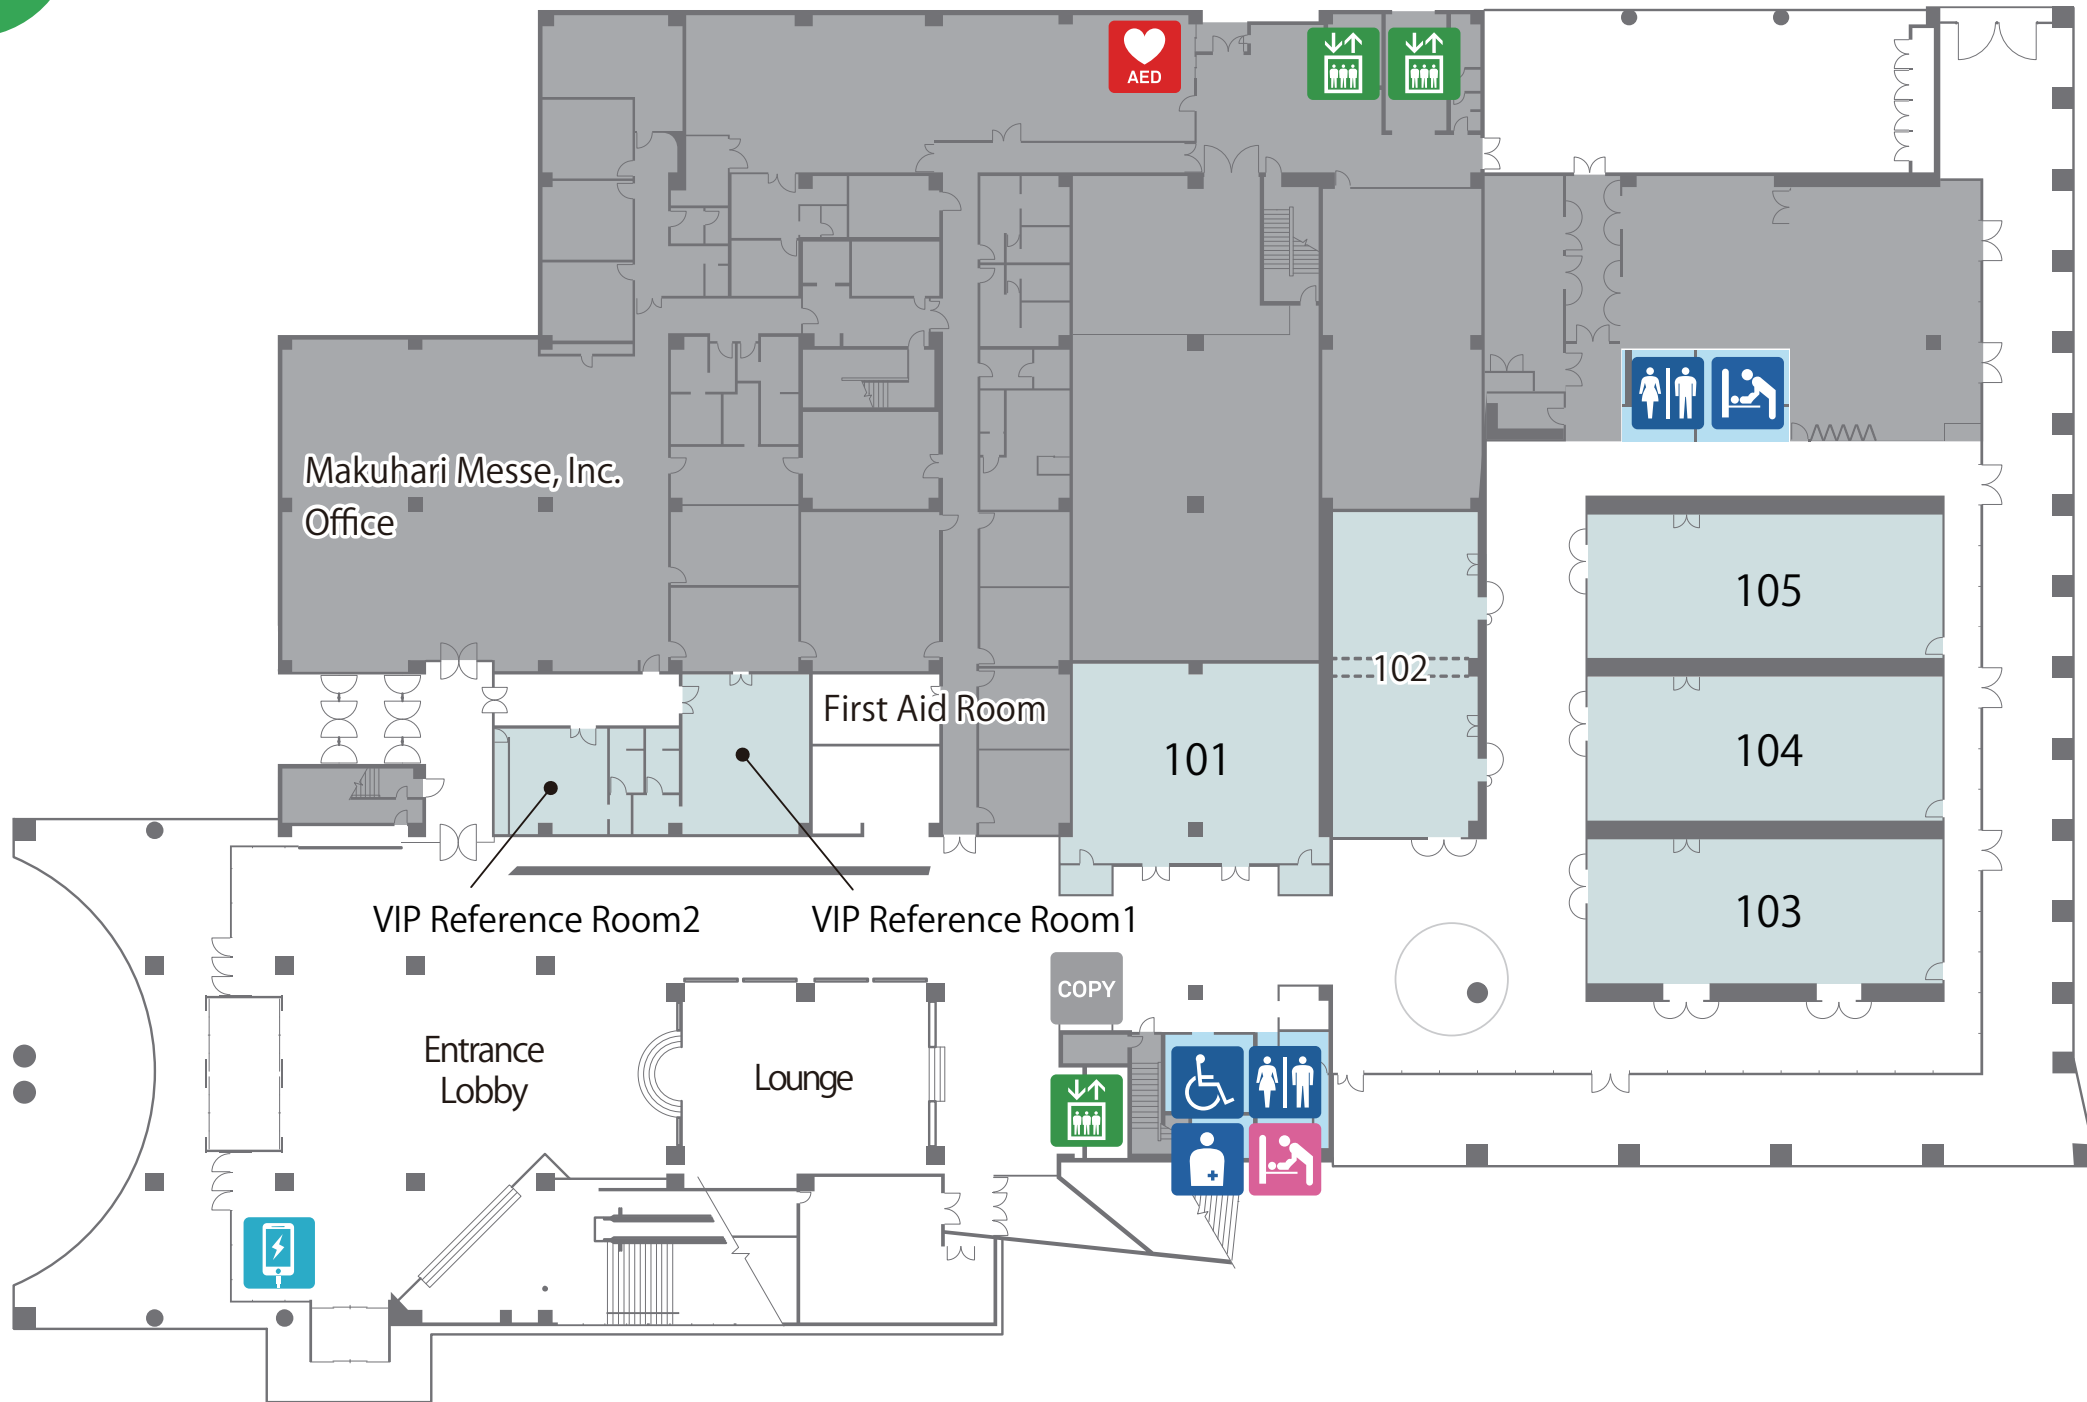 AED
Makuhari Messe, Inc.
Office
105
102
First Aid Room
101
104
VIP Reference Room2
VIP Reference Room1
103
COPY
Entrance
Lobby
Lounge